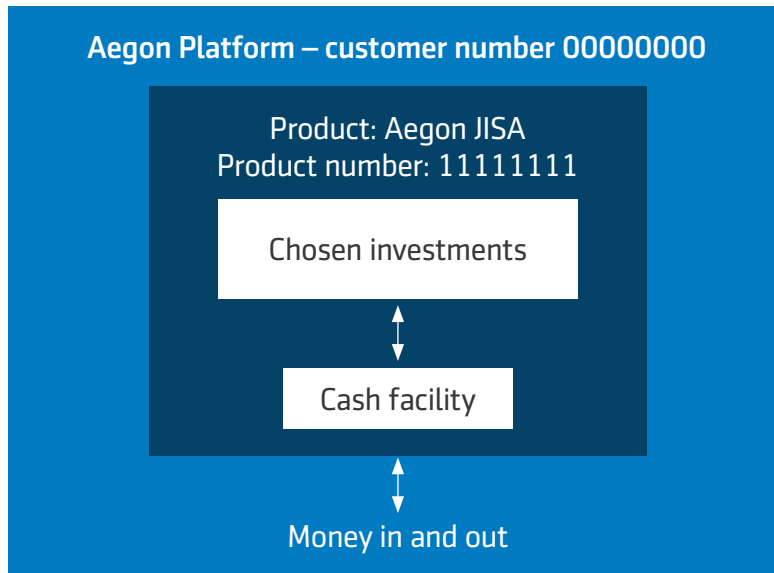 Aegon Platform – customer number 00000000
Product: Aegon JISA
Product number: 11111111
Chosen investments
Cash facility
Money in and out